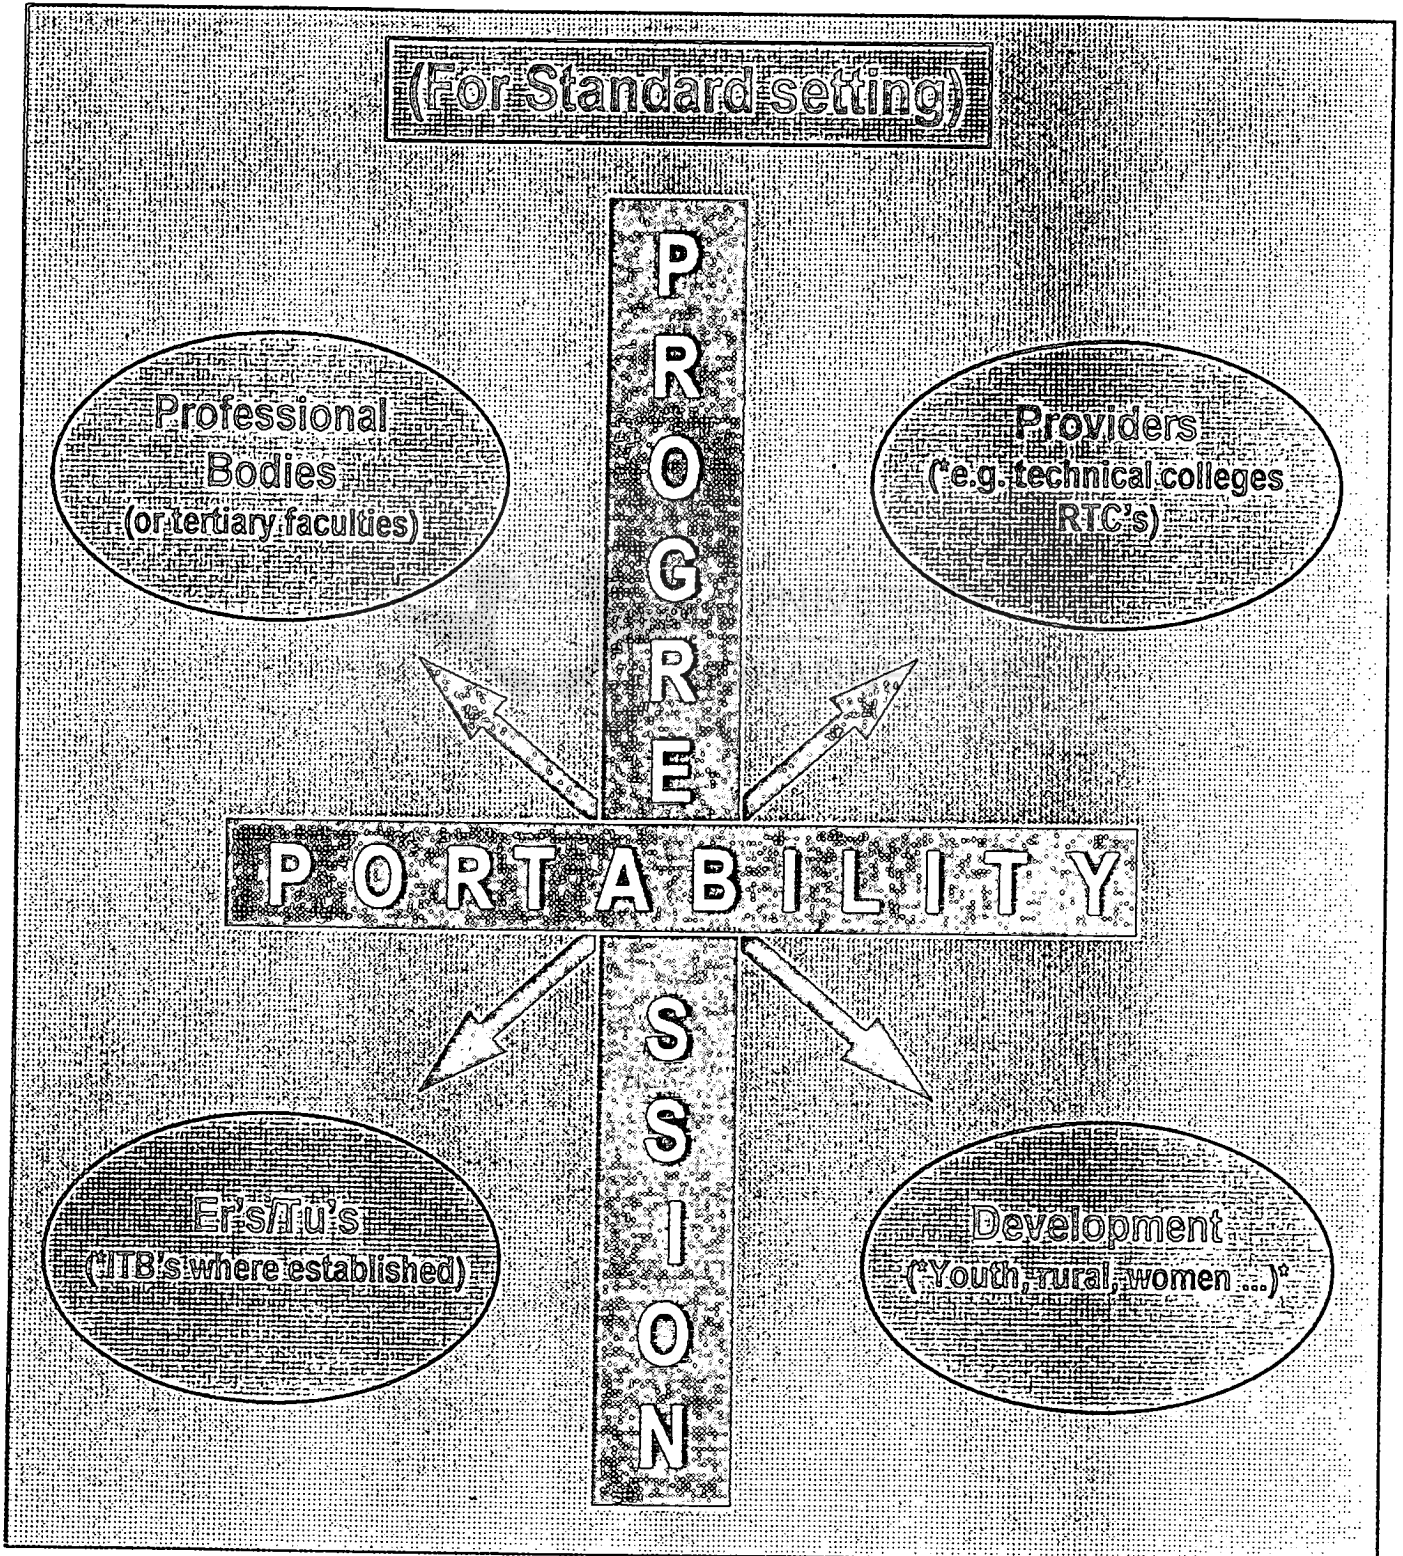 (For Standard setting)
PROGRESSION
Professional
Bodies
(or tertiary faculties)
Providers
(*e.g. technical colleges
RTC's)
PORTABILITY
Er's/Tu's
(*ITB's where established)
Development
(*Youth, rural, women ...)*